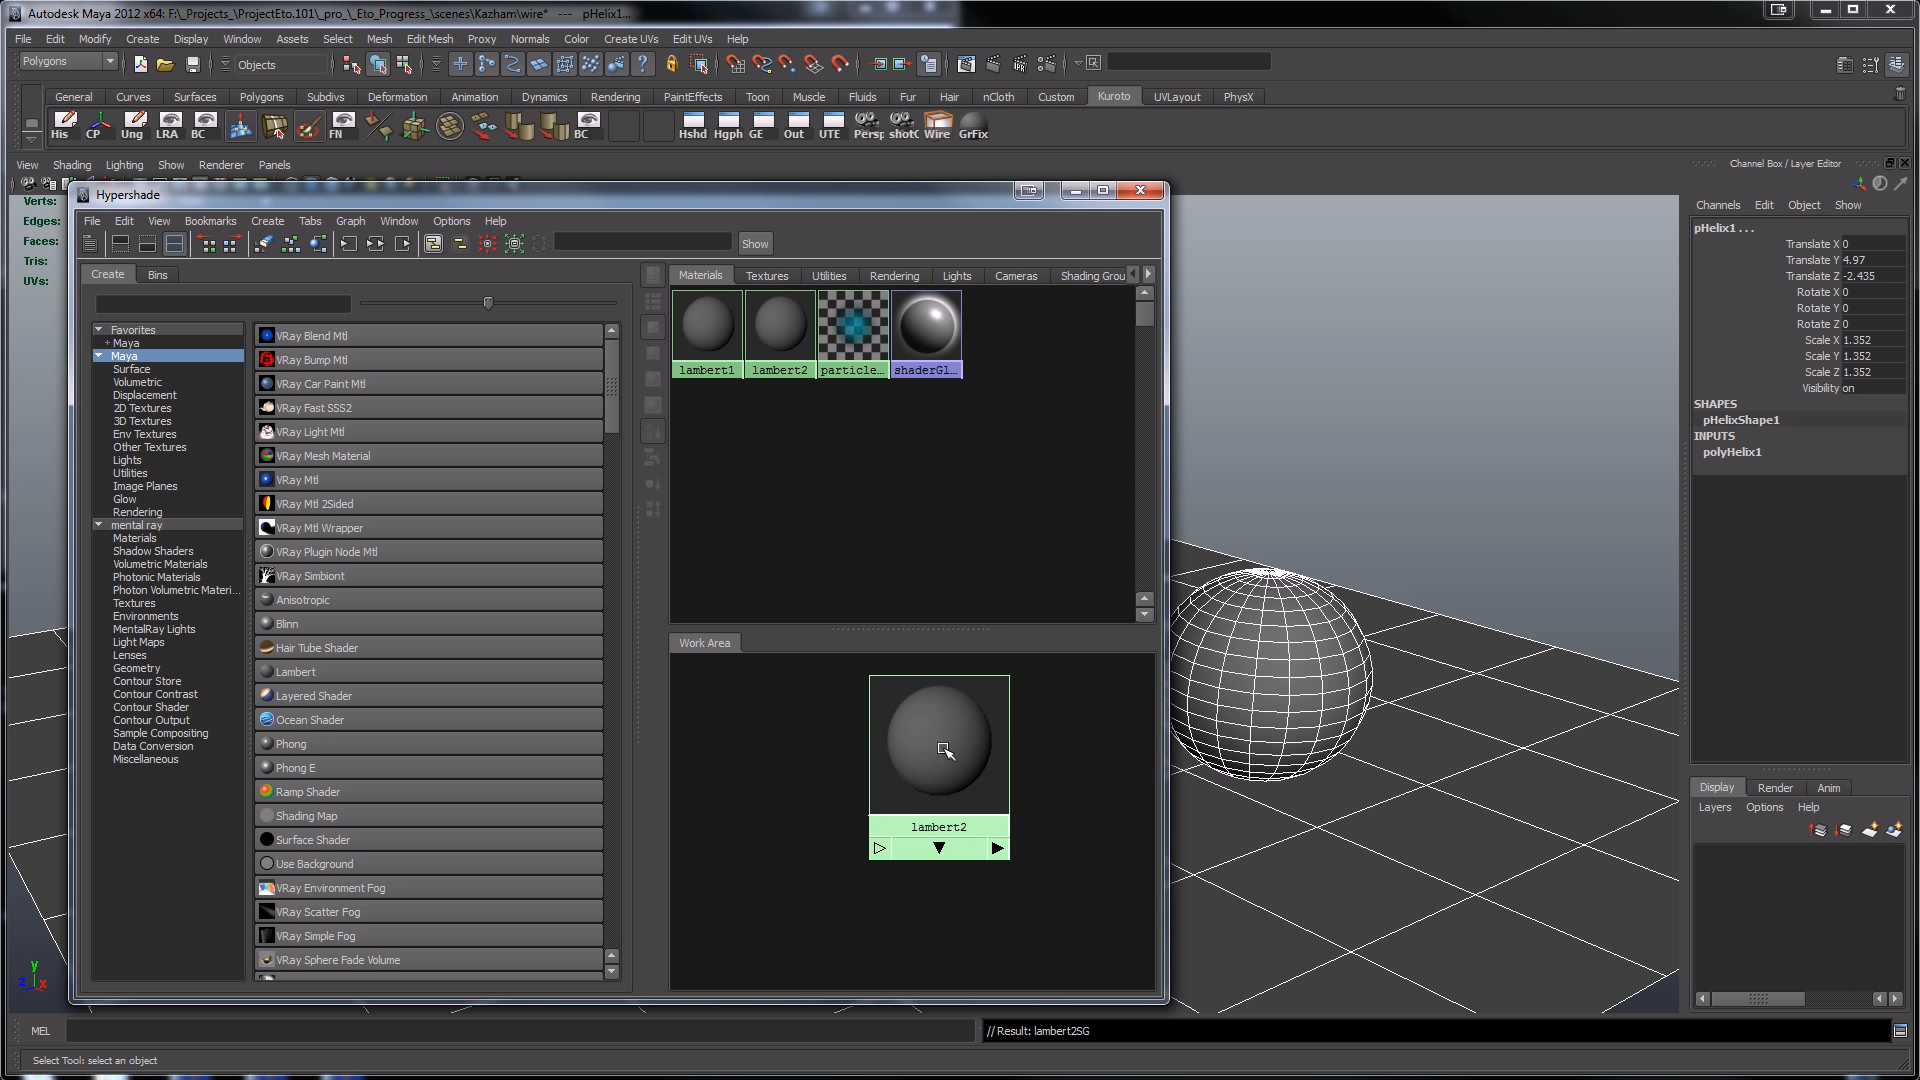 Autodesk Maya 2012 x64: F:\_Projects_\ProjectEto.101\_pro_\_Eto_Progress_\scenes\Kazham\wire*   ---   pHelix1...
File Edit Modify Create Display Window Assets Select Mesh Edit Mesh Proxy Normals Color Create UVs Edit UVs Help
Polygons Objects
General Curves Surfaces Polygons Subdivs Deformation Animation Dynamics Rendering PaintEffects Toon Muscle Fluids Fur Hair nCloth Custom Kuroto UVLayout PhysX
His CP Ung LRA BC FN BC Hshd Hgph GE Out UTE Persp shotC Wire GrFix
View Shading Lighting Show Renderer Panels
Verts:
Edges:
Faces:
Tris:
UVs:
Hypershade
File Edit View Bookmarks Create Tabs Graph Window Options Help
Show
Create Bins
Favorites
+ Maya
Maya
Surface
Volumetric
Displacement
2D Textures
3D Textures
Env Textures
Other Textures
Lights
Utilities
Image Planes
Glow
Rendering
mental ray
Materials
Shadow Shaders
Volumetric Materials
Photonic Materials
Photon Volumetric Materi...
Textures
Environments
MentalRay Lights
Light Maps
Lenses
Geometry
Contour Store
Contour Contrast
Contour Shader
Contour Output
Sample Compositing
Data Conversion
Miscellaneous
VRay Blend Mtl
VRay Bump Mtl
VRay Car Paint Mtl
VRay Fast SSS2
VRay Light Mtl
VRay Mesh Material
VRay Mtl
VRay Mtl 2Sided
VRay Mtl Wrapper
VRay Plugin Node Mtl
VRay Simbiont
Anisotropic
Blinn
Hair Tube Shader
Lambert
Layered Shader
Ocean Shader
Phong
Phong E
Ramp Shader
Shading Map
Surface Shader
Use Background
VRay Environment Fog
VRay Scatter Fog
VRay Simple Fog
VRay Sphere Fade Volume
Materials Textures Utilities Rendering Lights Cameras Shading Grou
lambert1 lambert2 particle... shaderGl...
Work Area
lambert2
Channel Box / Layer Editor
Channels Edit Object Show
pHelix1 . . .
Translate X 0
Translate Y 4.97
Translate Z -2.435
Rotate X 0
Rotate Y 0
Rotate Z 0
Scale X 1.352
Scale Y 1.352
Scale Z 1.352
Visibility on
SHAPES
pHelixShape1
INPUTS
polyHelix1
Display Render Anim
Layers Options Help
y
z x
MEL
// Result: lambert2SG
Select Tool: select an object